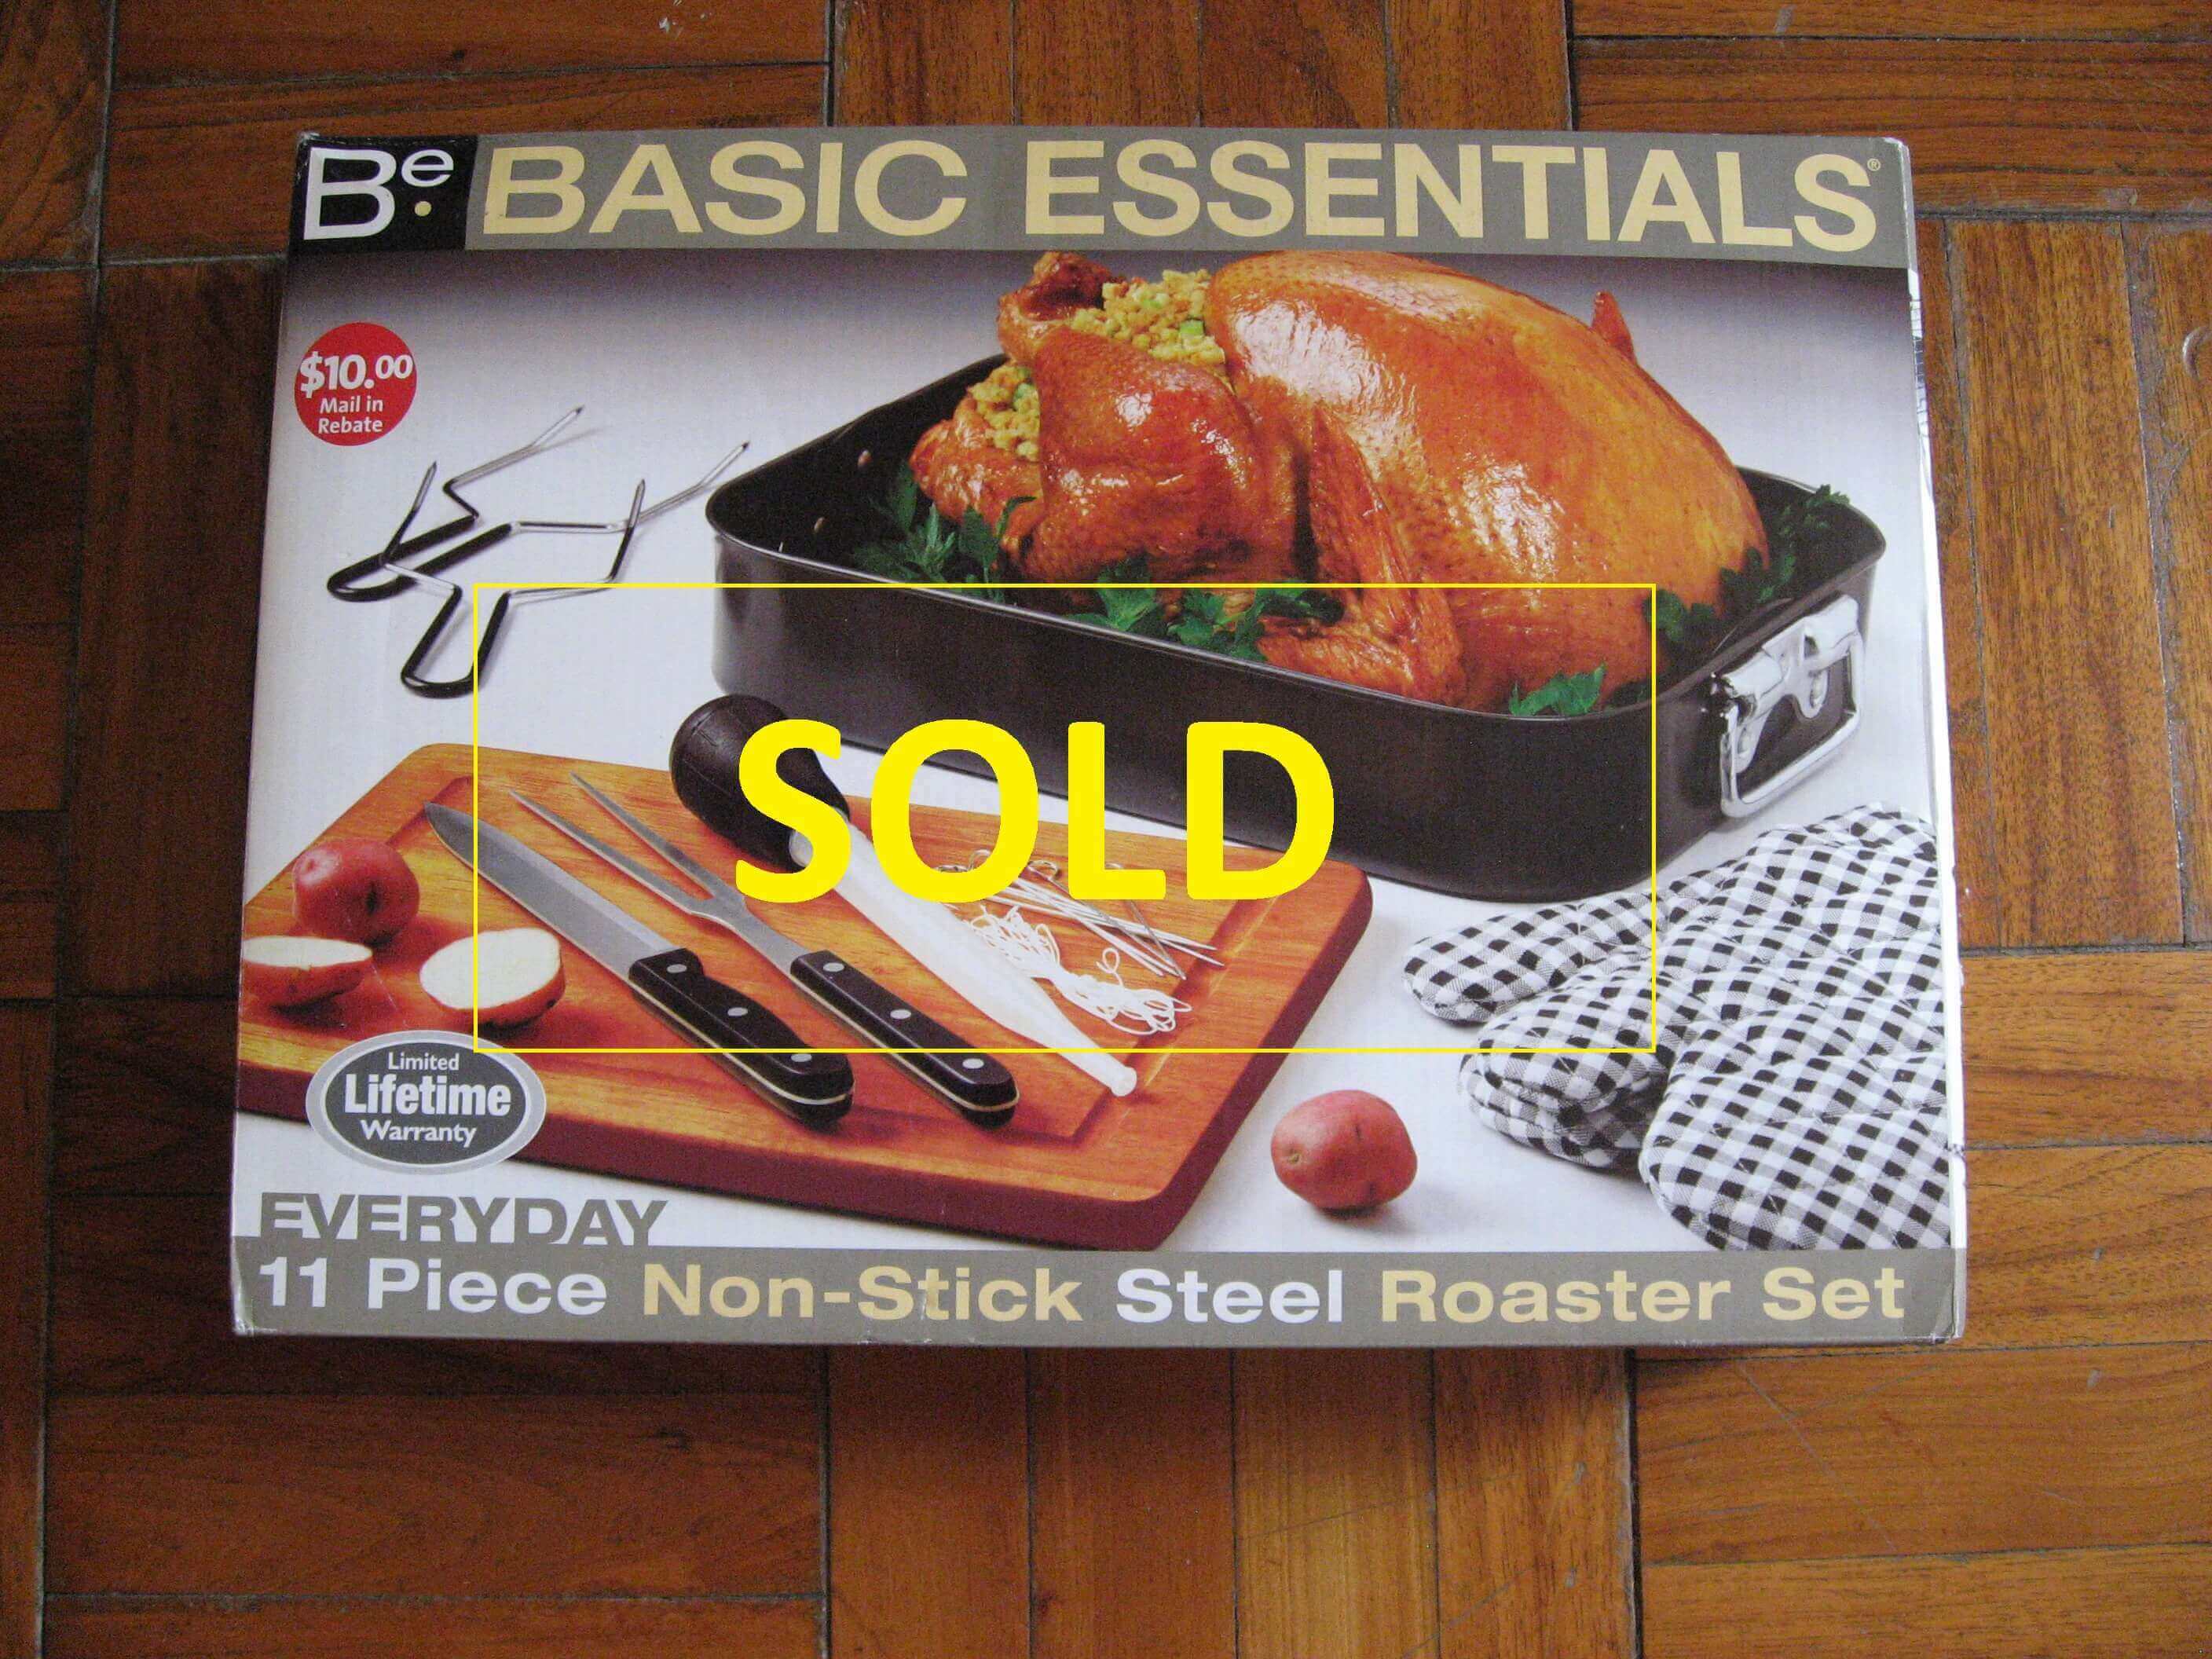 Be. BASIC ESSENTIALS®
$10.00
Mail in
Rebate
SOLD
Limited
Lifetime
Warranty
EVERYDAY
11 Piece Non-Stick Steel Roaster Set